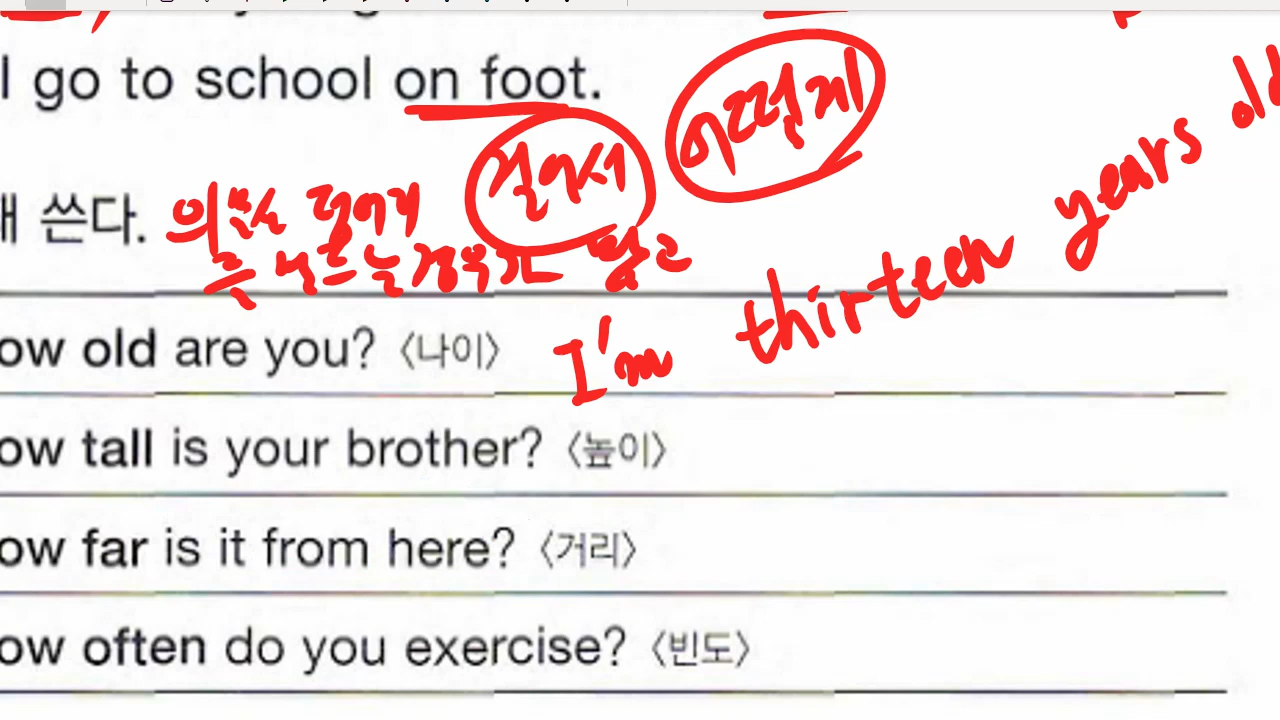 I go to school on foot.
어떻게
걸어서
쓴다.
ow old are you? 〈나이〉
I'm thirteen years old
ow tall is your brother? 〈높이〉
ow far is it from here? 〈거리〉
ow often do you exercise? 〈빈도〉